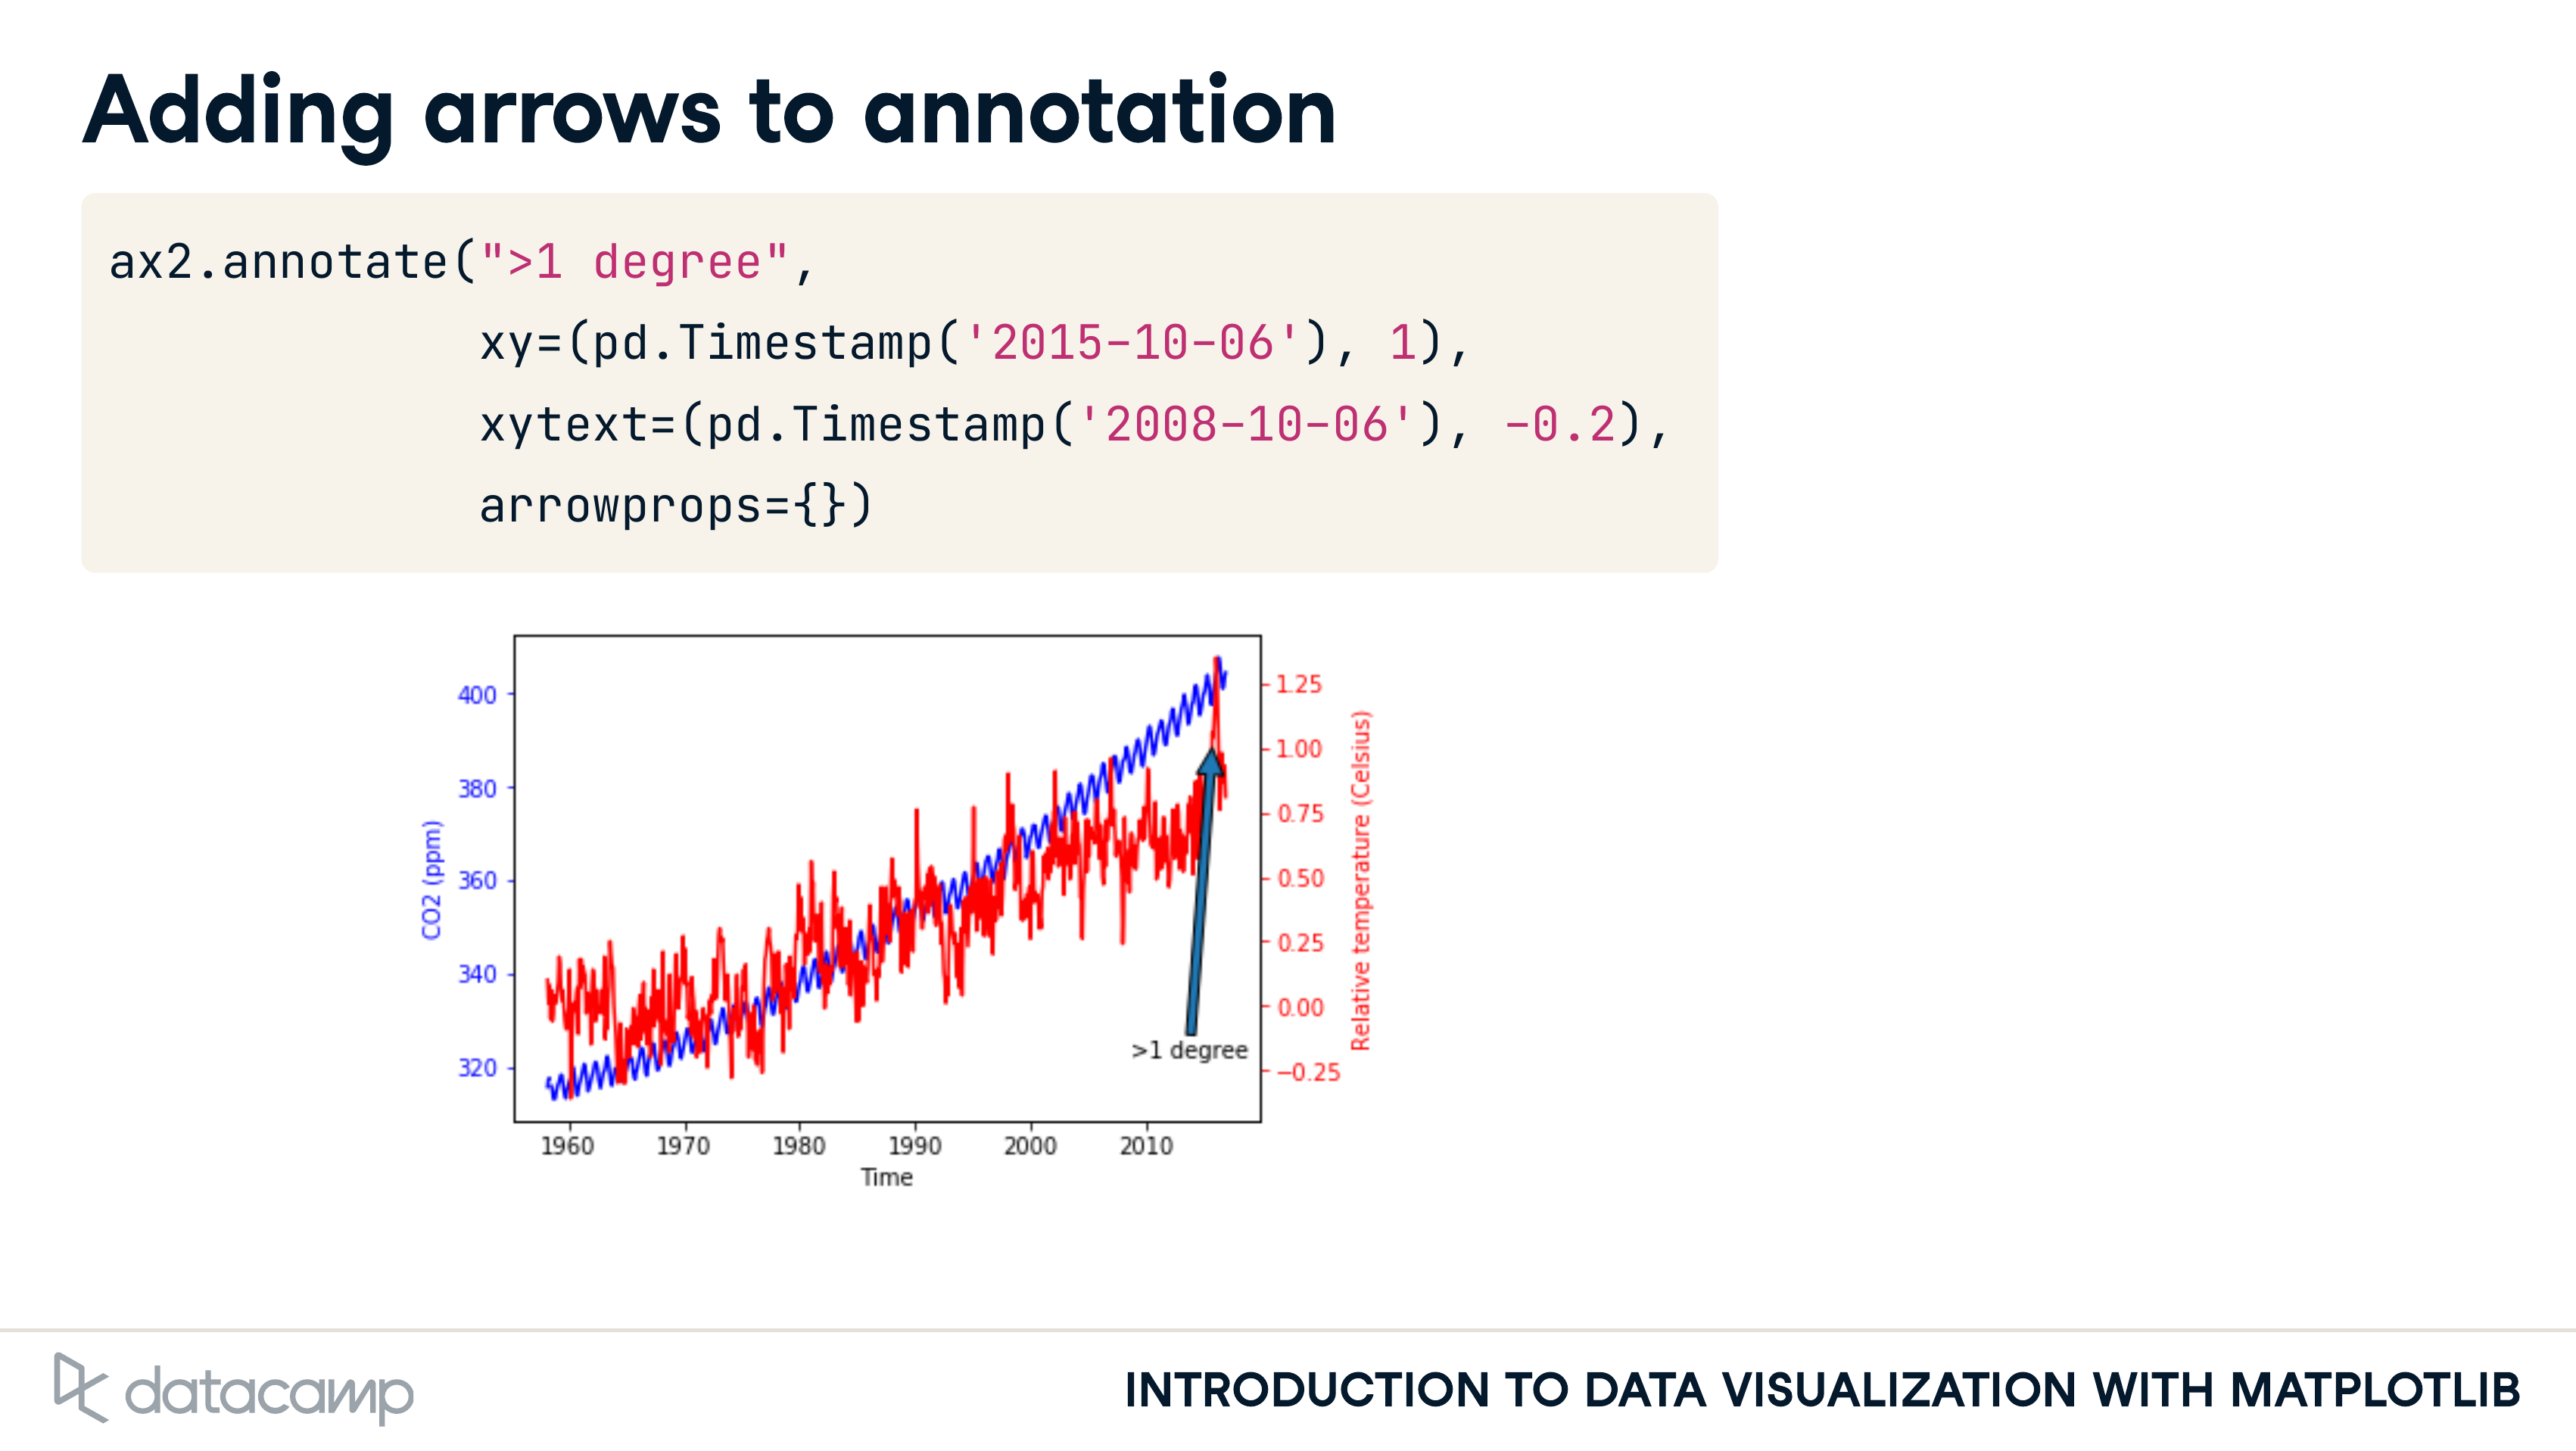 Adding arrows to annotation
ax2.annotate(">1 degree",
xy=(pd.Timestamp('2015-10-06'), 1),
xytext=(pd.Timestamp('2008-10-06'), -0.2),
arrowprops={})
400
380
360
340
320
CO2 (ppm)
1.25
1.00
0.75
0.50
0.25
0.00
−0.25
Relative temperature (Celsius)
>1 degree
1960 1970 1980 1990 2000 2010
Time
datacamp
INTRODUCTION TO DATA VISUALIZATION WITH MATPLOTLIB